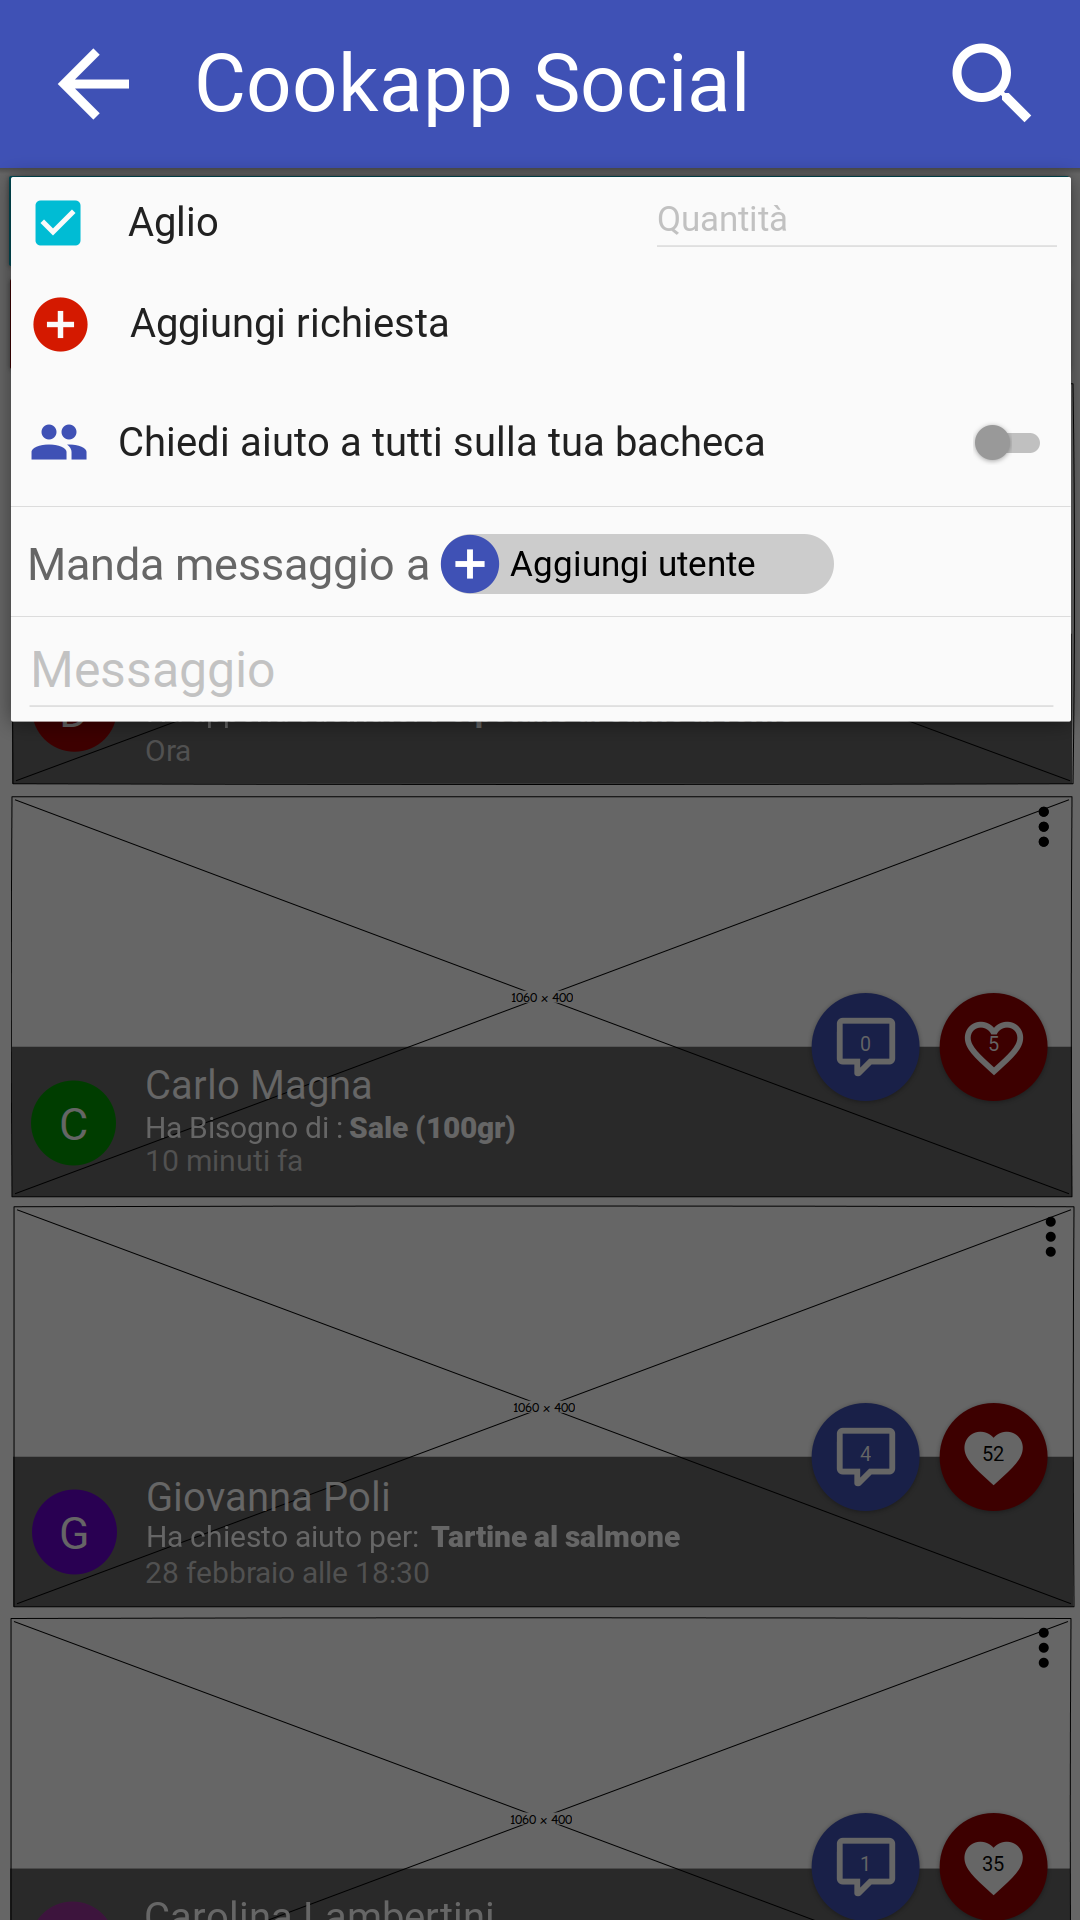 Cookapp Social
Aglio
Quantità
Aggiungi richiesta
Chiedi aiuto a tutti sulla tua bacheca
Manda messaggio a
Aggiungi utente
Messaggio
Ora
1060 × 400
0
5
C
Carlo Magna
Ha Bisogno di : Sale (100gr)
10 minuti fa
1060 × 400
4
52
G
Giovanna Poli
Ha chiesto aiuto per: Tartine al salmone
28 febbraio alle 18:30
1060 × 400
1
35
Carolina Lambertini